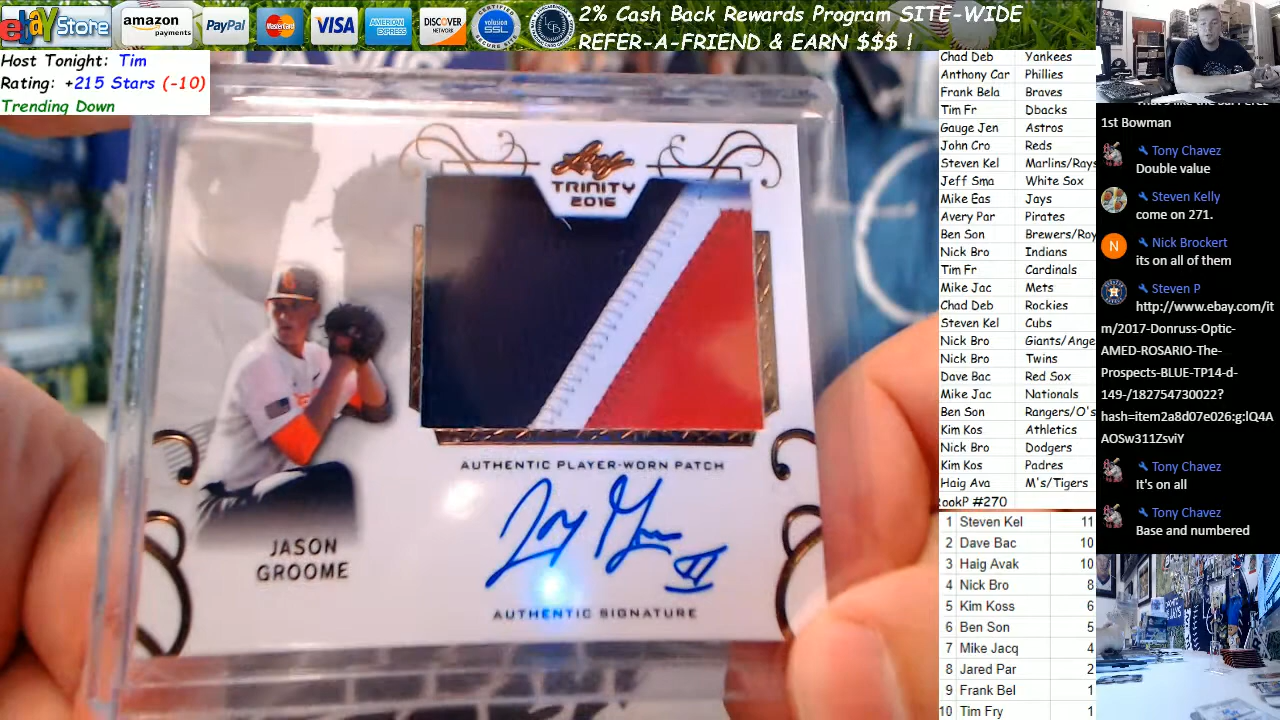 ebay Store
amazon
payments
PayPal
MasterCard
VISA
AMERICAN
EXPRESS
DISCOVER
NETWORK
CERTIFIED
volusion
SSL
SECURE
2% Cash Back Rewards Program SITE-WIDE
REFER-A-FRIEND & EARN $$$ !
Host Tonight: Tim
Rating: +215 Stars (-10)
Trending Down
Leaf
TRINITY
2016
AUTHENTIC PLAYER-WORN PATCH
JASON
GROOME
AUTHENTIC SIGNATURE
Chad Deb Yankees
Anthony Car Phillies
Frank Bela Braves
Tim Fr Dbacks
Gauge Jen Astros
John Cro Reds
Steven Kel Marlins/Rays
Jeff Sma White Sox
Mike Eas Jays
Avery Par Pirates
Ben Son Brewers/Roy
Nick Bro Indians
Tim Fr Cardinals
Mike Jac Mets
Chad Deb Rockies
Steven Kel Cubs
Nick Bro Giants/Ange
Nick Bro Twins
Dave Bac Red Sox
Mike Jac Nationals
Ben Son Rangers/O's
Kim Kos Athletics
Nick Bro Dodgers
Kim Kos Padres
Haig Ava M's/Tigers
RookP #270
1 Steven Kel 11
2 Dave Bac 10
3 Haig Avak 10
4 Nick Bro 8
5 Kim Koss 6
6 Ben Son 5
7 Mike Jacq 4
8 Jared Par 2
9 Frank Bel 1
10 Tim Fry 1
1st Bowman
Tony Chavez
Double value
Steven Kelly
come on 271.
N Nick Brockert
its on all of them
Steven P
http://www.ebay.com/it
m/2017-Donruss-Optic-
AMED-ROSARIO-The-
Prospects-BLUE-TP14-d-
149-/182754730022?
hash=item2a8d07e026:g:lQ4A
AOSw311ZsviY
Tony Chavez
It's on all
Tony Chavez
Base and numbered